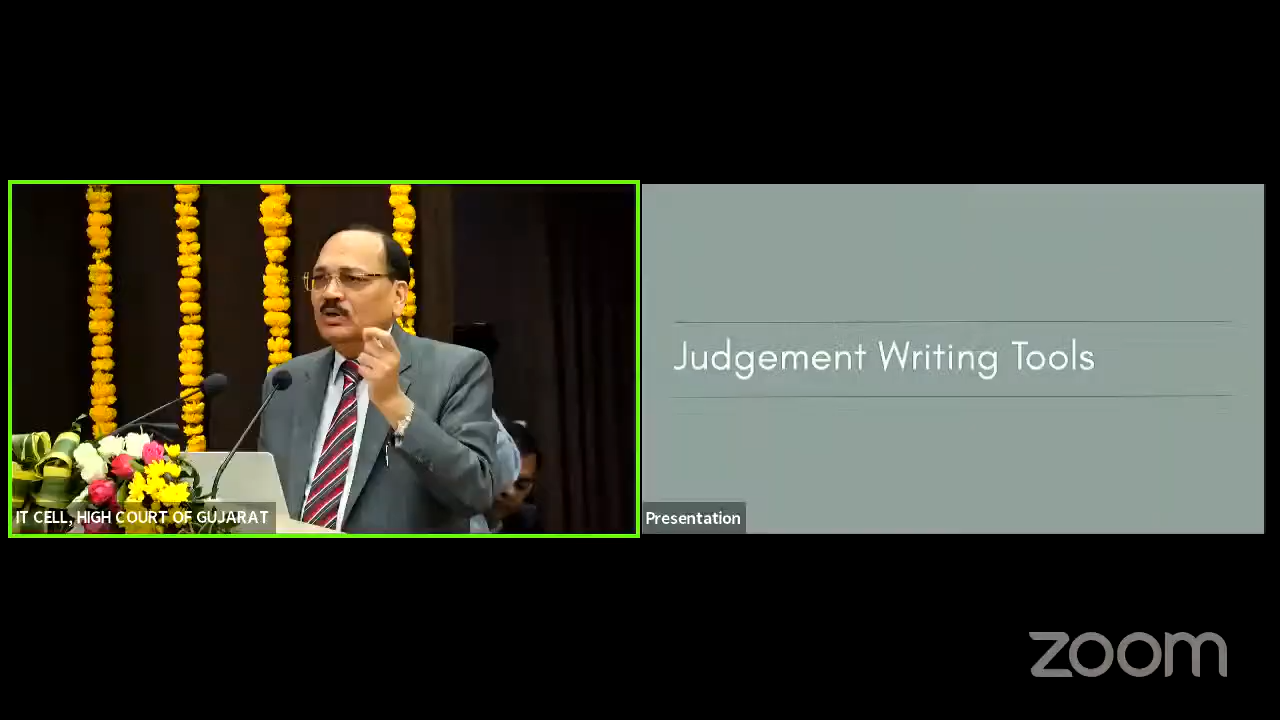 IT CELL, HIGH COURT OF GUJARAT
Judgement Writing Tools
Presentation
zoom